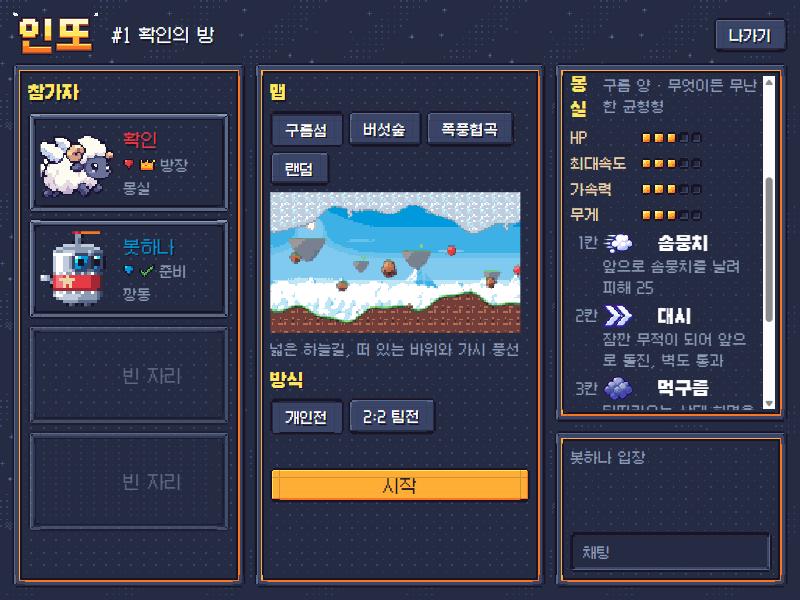 인또 #1 확인의 방
나가기
참가자
확인
방장
몽실
봇하나
준비
깡통
빈 자리
빈 자리
맵
구름섬 버섯숲 폭풍협곡
랜덤
넓은 하늘길, 떠 있는 바위와 가시 풍선
방식
개인전 2:2 팀전
시작
몽실
구름 양 · 무엇이든 무난
한 균형형
HP
최대속도
가속력
무게
1칸 솜뭉치
앞으로 솜뭉치를 날려
피해 25
2칸 대시
잠깐 무적이 되어 앞으
로 돌진, 벽도 통과
3칸 먹구름
봇하나 입장
채팅